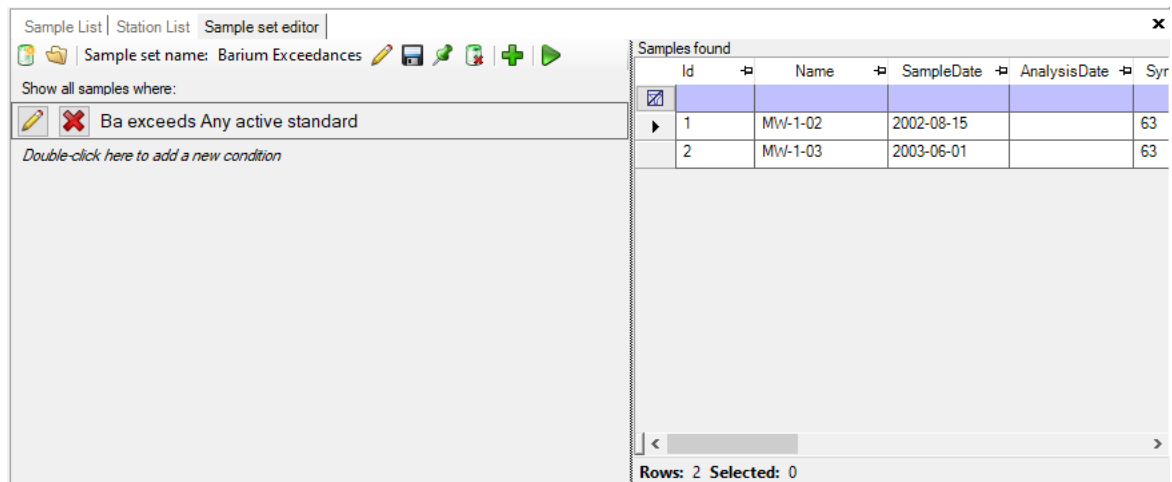 Sample List Station List Sample set editor
Sample set name: Barium Exceedances
Show all samples where:
Ba exceeds Any active standard
Double-click here to add a new condition
Samples found
Id Name SampleDate AnalysisDate
1 MW-1-02 2002-08-15 63
2 MW-1-03 2003-06-01 63
Rows: 2 Selected: 0